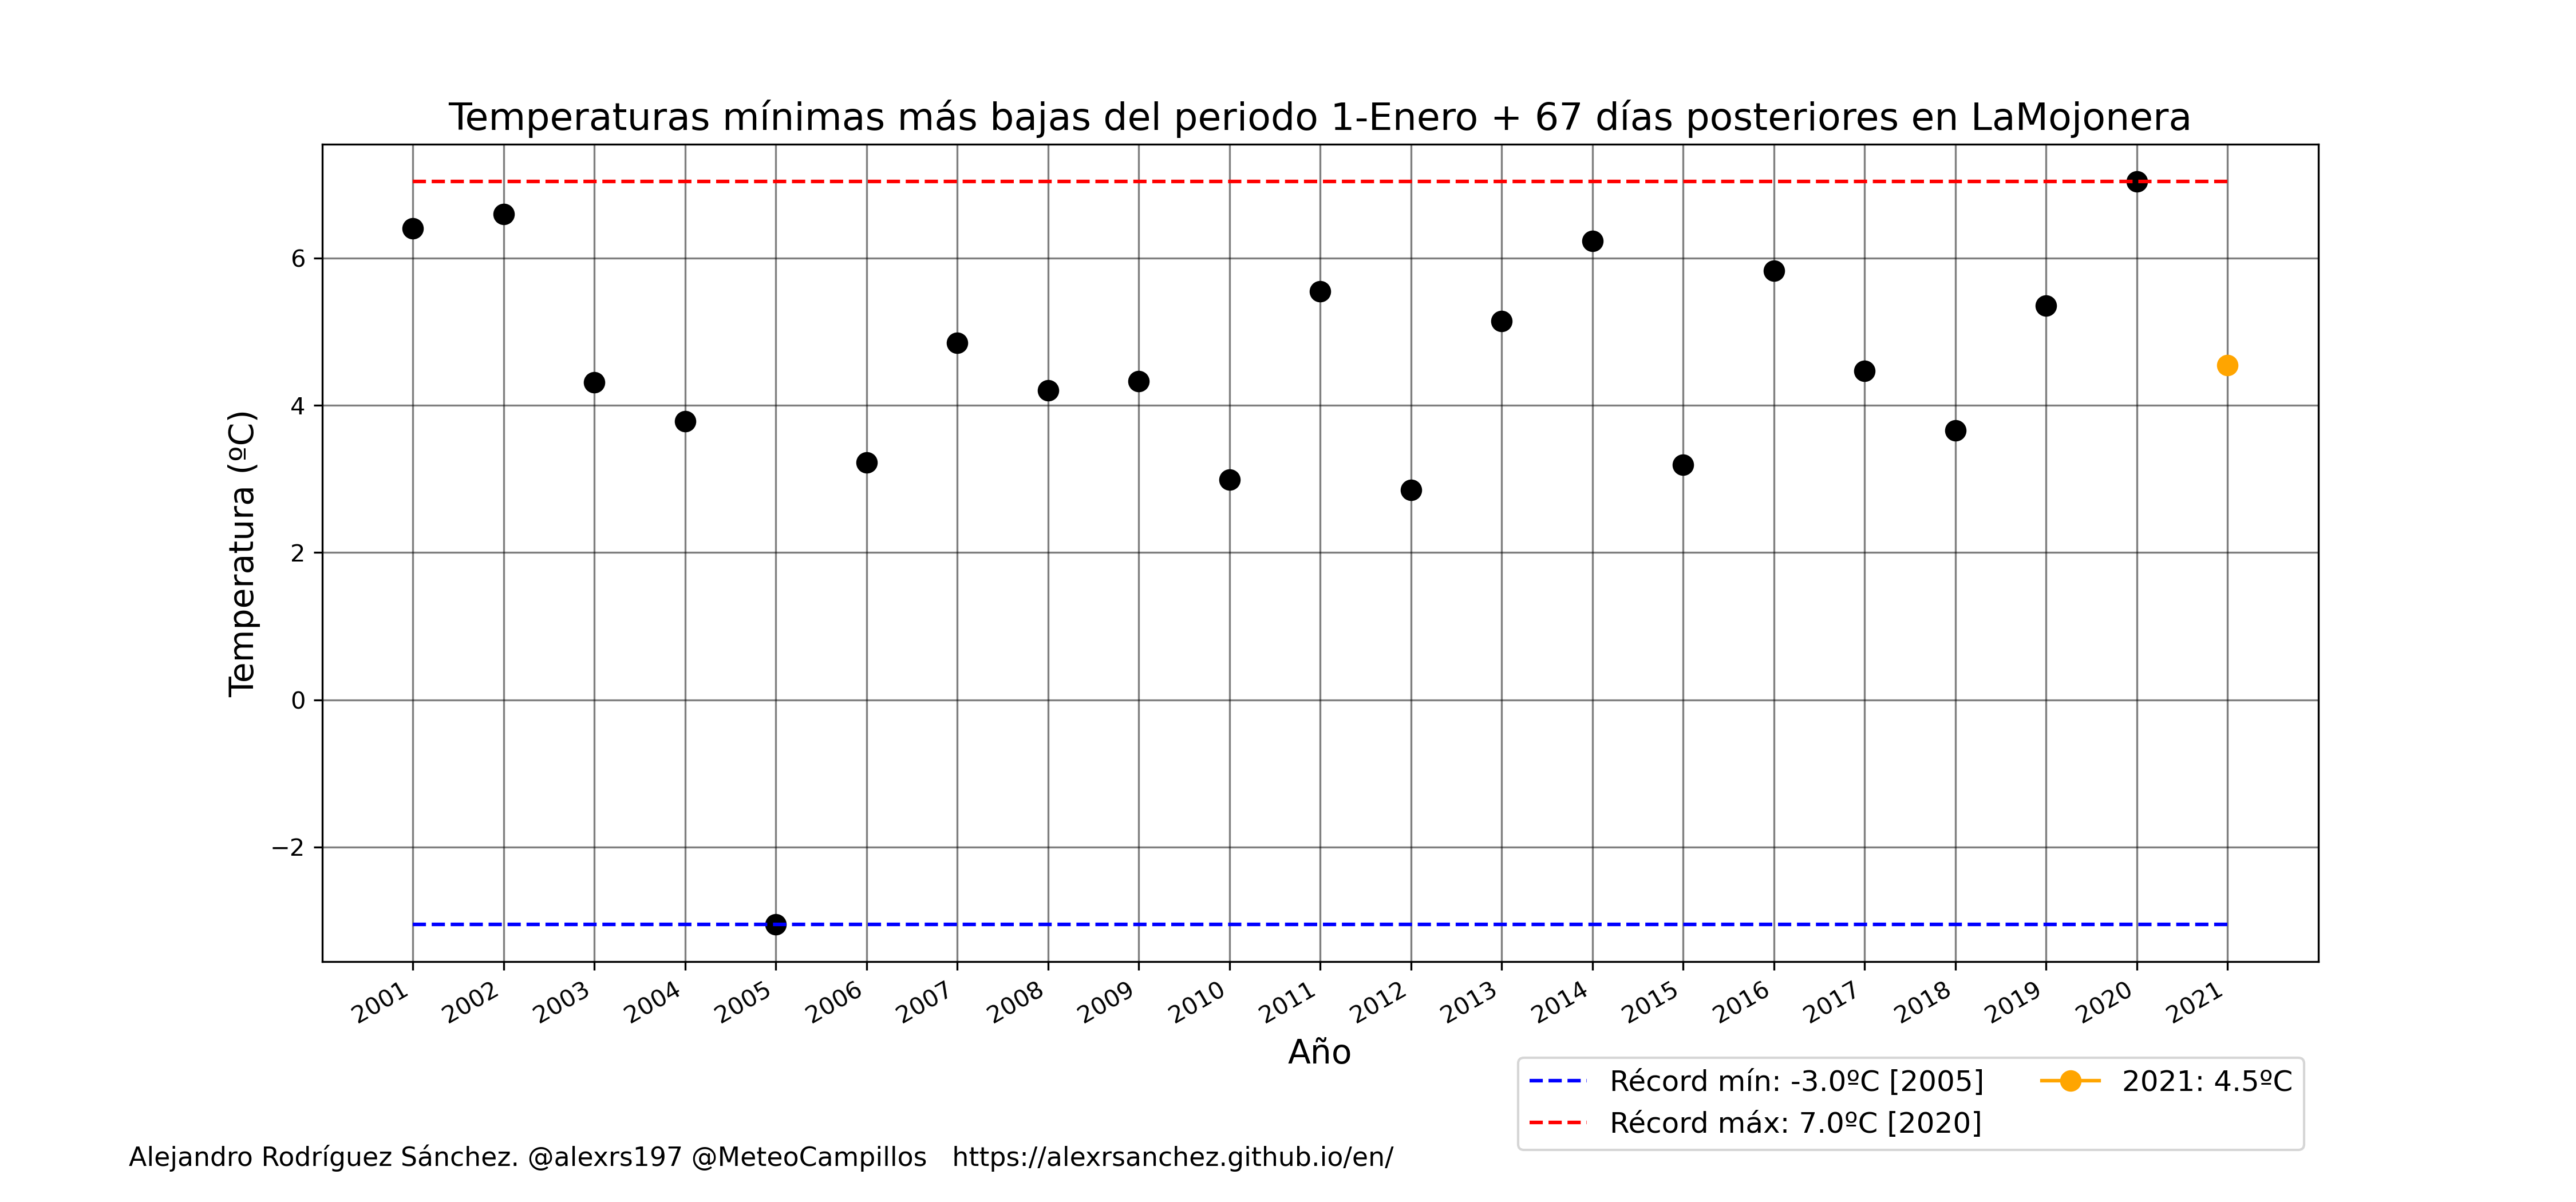 Temperaturas mínimas más bajas del periodo 1-Enero + 67 días posteriores en LaMojonera
Temperatura (ºC)
6
4
2
0
−2
2001 2002 2003 2004 2005 2006 2007 2008 2009 2010 2011 2012 2013 2014 2015 2016 2017 2018 2019 2020 2021
Año
Récord mín: -3.0ºC [2005] 2021: 4.5ºC
Récord máx: 7.0ºC [2020]
Alejandro Rodríguez Sánchez. @alexrs197 @MeteoCampillos https://alexrsanchez.github.io/en/